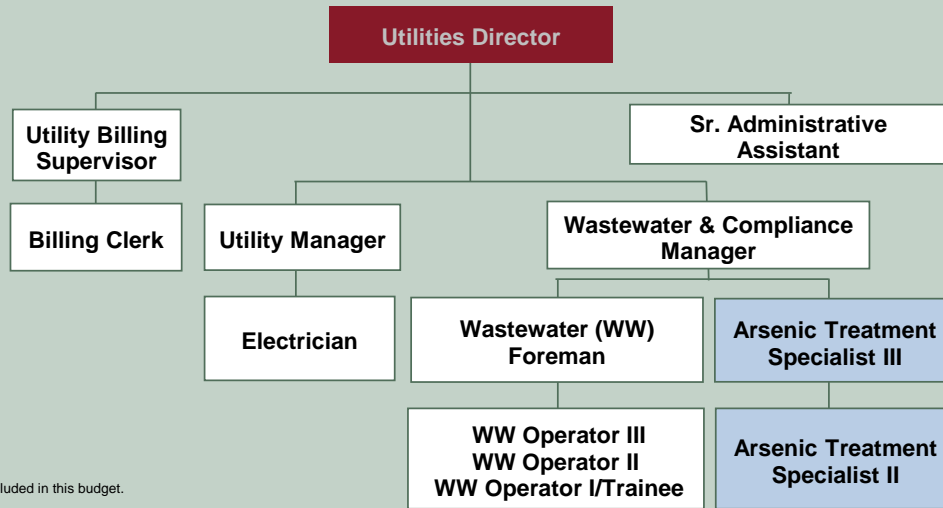 Utilities Director
Utility Billing
Supervisor
Sr. Administrative
Assistant
Billing Clerk
Utility Manager
Wastewater & Compliance
Manager
Electrician
Wastewater (WW)
Foreman
Arsenic Treatment
Specialist III
WW Operator III
WW Operator II
WW Operator I/Trainee
Arsenic Treatment
Specialist II
in this budget.